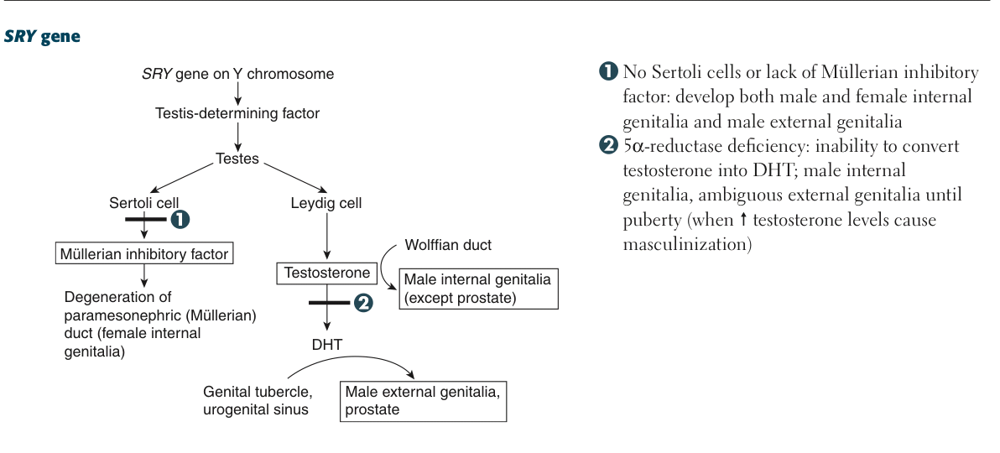 SRY gene
SRY gene on Y chromosome
Testis-determining factor
Testes
Sertoli cell
1
Leydig cell
Müllerian inhibitory factor
Degeneration of
paramesonephric (Müllerian)
duct (female internal
genitalia)
Wolffian duct
Testosterone
Male internal genitalia
(except prostate)
2
DHT
Genital tubercle,
urogenital sinus
Male external genitalia,
prostate
1 No Sertoli cells or lack of Müllerian inhibitory
factor: develop both male and female internal
genitalia and male external genitalia
2 5α-reductase deficiency: inability to convert
testosterone into DHT; male internal
genitalia, ambiguous external genitalia until
puberty (when ↑ testosterone levels cause
masculinization)